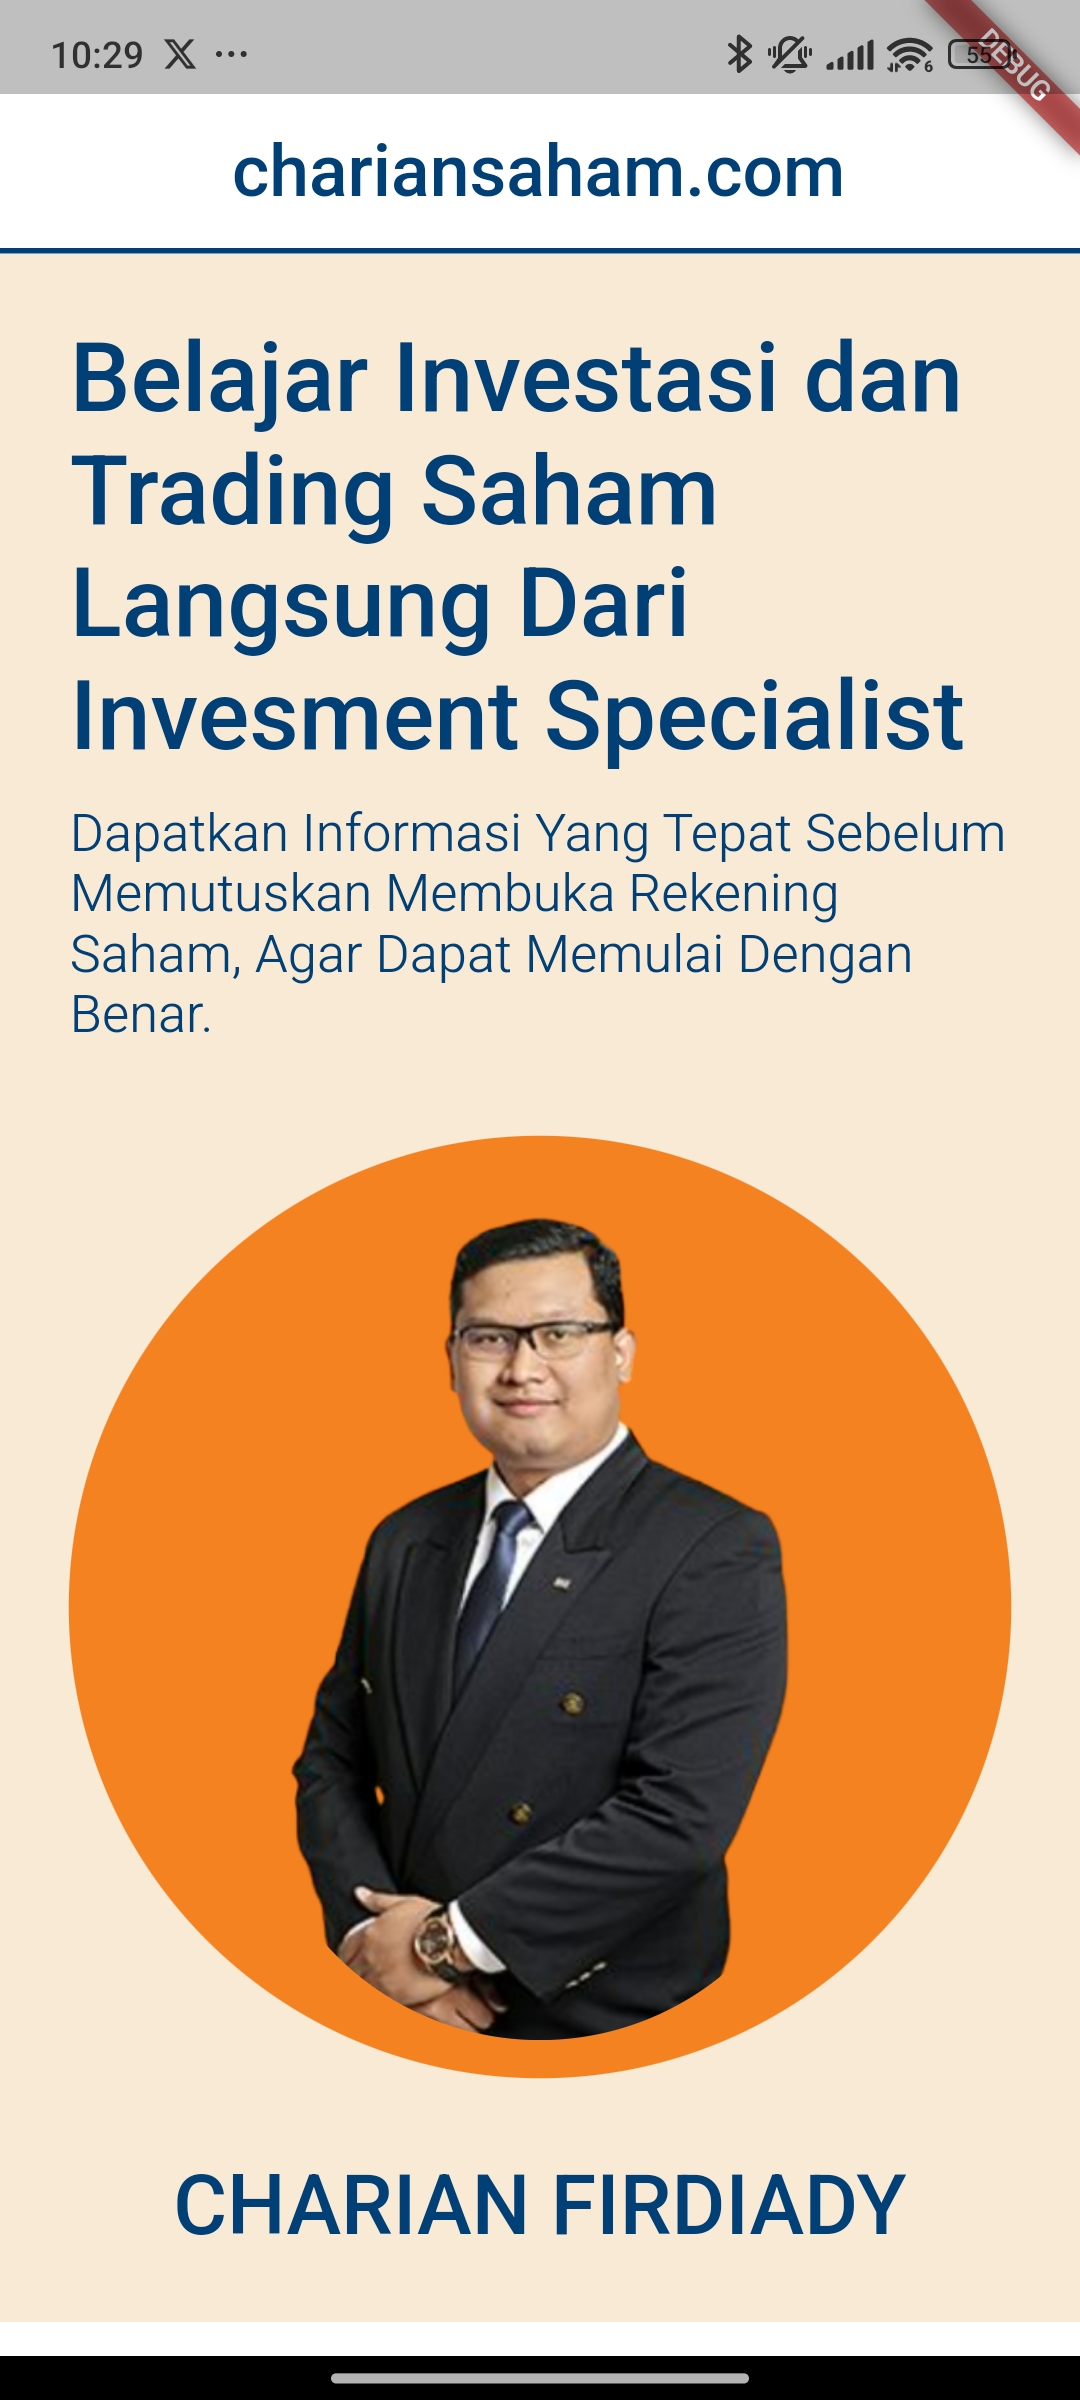 10:29
55
DEBUG
chariansaham.com
Belajar Investasi dan
Trading Saham
Langsung Dari
Invesment Specialist
Dapatkan Informasi Yang Tepat Sebelum
Memutuskan Membuka Rekening
Saham, Agar Dapat Memulai Dengan
Benar.
CHARIAN FIRDIADY